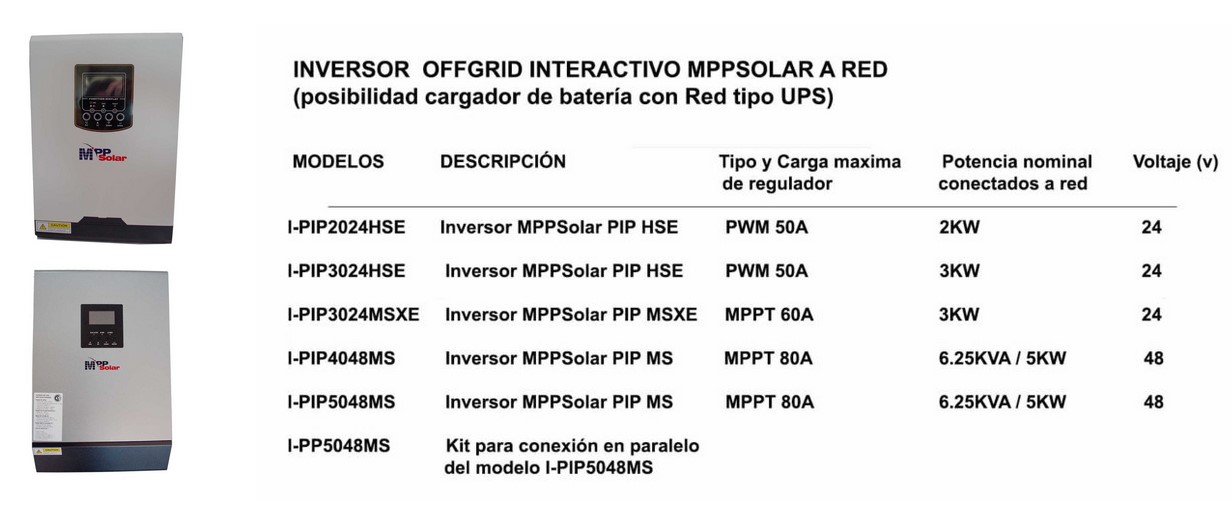 INVERSOR OFFGRID INTERACTIVO MPPSOLAR A RED
(posibilidad cargador de batería con Red tipo UPS)
MODELOS DESCRIPCIÓN Tipo y Carga maxima de regulador Potencia nominal conectados a red Voltaje (v)
I-PIP2024HSE Inversor MPPSolar PIP HSE PWM 50A 2KW 24
I-PIP3024HSE Inversor MPPSolar PIP HSE PWM 50A 3KW 24
I-PIP3024MSXE Inversor MPPSolar PIP MSXE MPPT 60A 3KW 24
I-PIP4048MS Inversor MPPSolar PIP MS MPPT 80A 6.25KVA / 5KW 48
I-PIP5048MS Inversor MPPSolar PIP MS MPPT 80A 6.25KVA / 5KW 48
I-PP5048MS Kit para conexión en paralelo
del modelo I-PIP5048MS
MPP Solar
MPP Solar